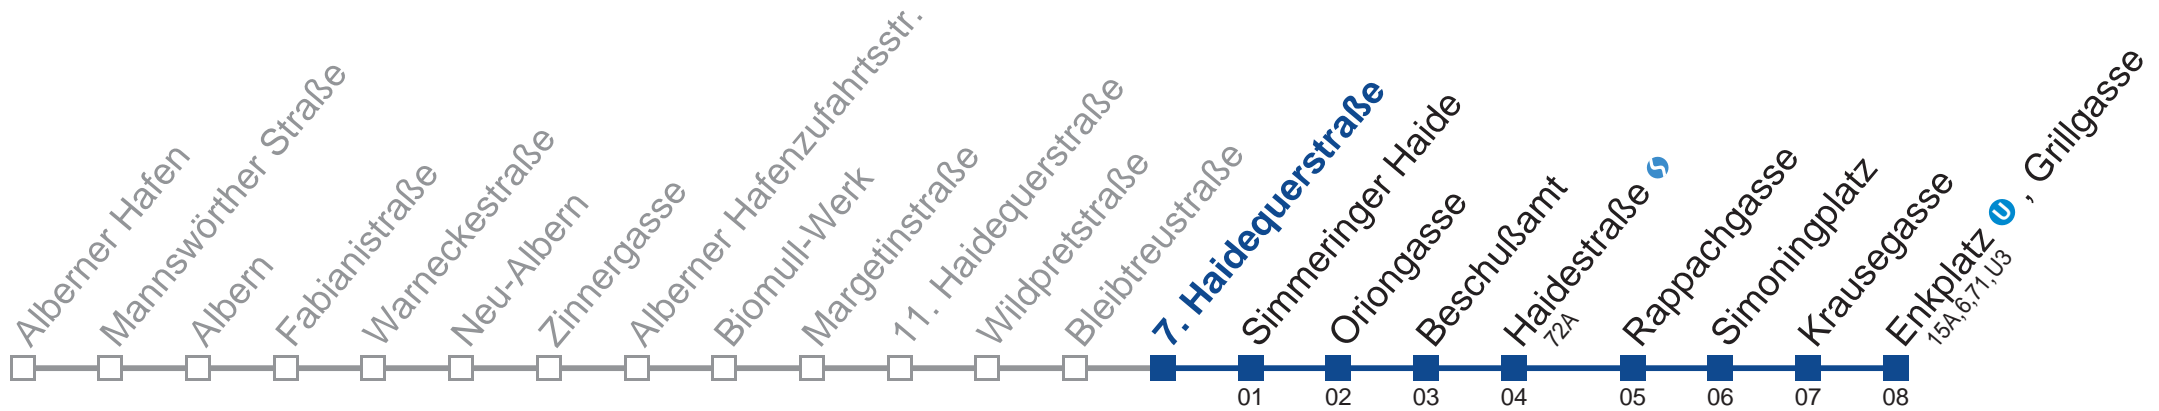 Alberner Hafen
Mannswörther Straße
Albern
Fabianistraße
Warneckestraße
Neu-Albern
Zinnergasse
Alberner Hafenzufahrtsstr.
Biomull-Werk
Margetinstraße
11. Haidequerstraße
Wildpretstraße
Bleibtreustraße
7. Haidequerstraße
Simmeringer Haide
Oriongasse
Beschußamt
Haidestraße
72A
Rappachgasse
Simoningplatz
Krausegasse
Enkplatz U , Grillgasse
15A,6,71,U3
01 02 03 04 05 06 07 08